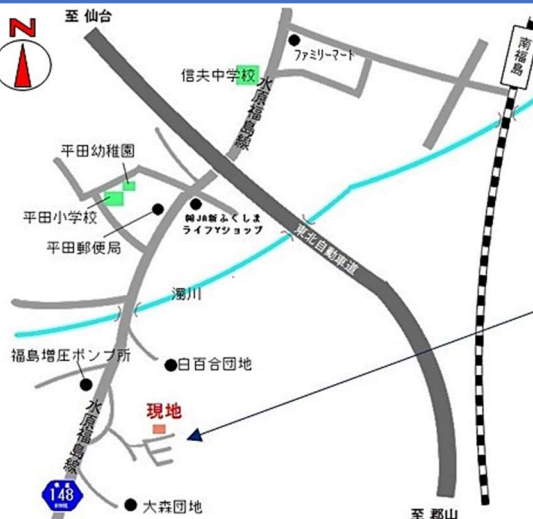 至 仙台
N
ファミリーマート
南福島
信夫中学校
水原福島線
平田幼稚園
平田小学校
平田郵便局
㈱JA新ふくしま
ライフYショップ
東北自動車道
濁川
福島増圧ポンプ所
白百合団地
現地
水原福島線
148
大森団地
至 郡山